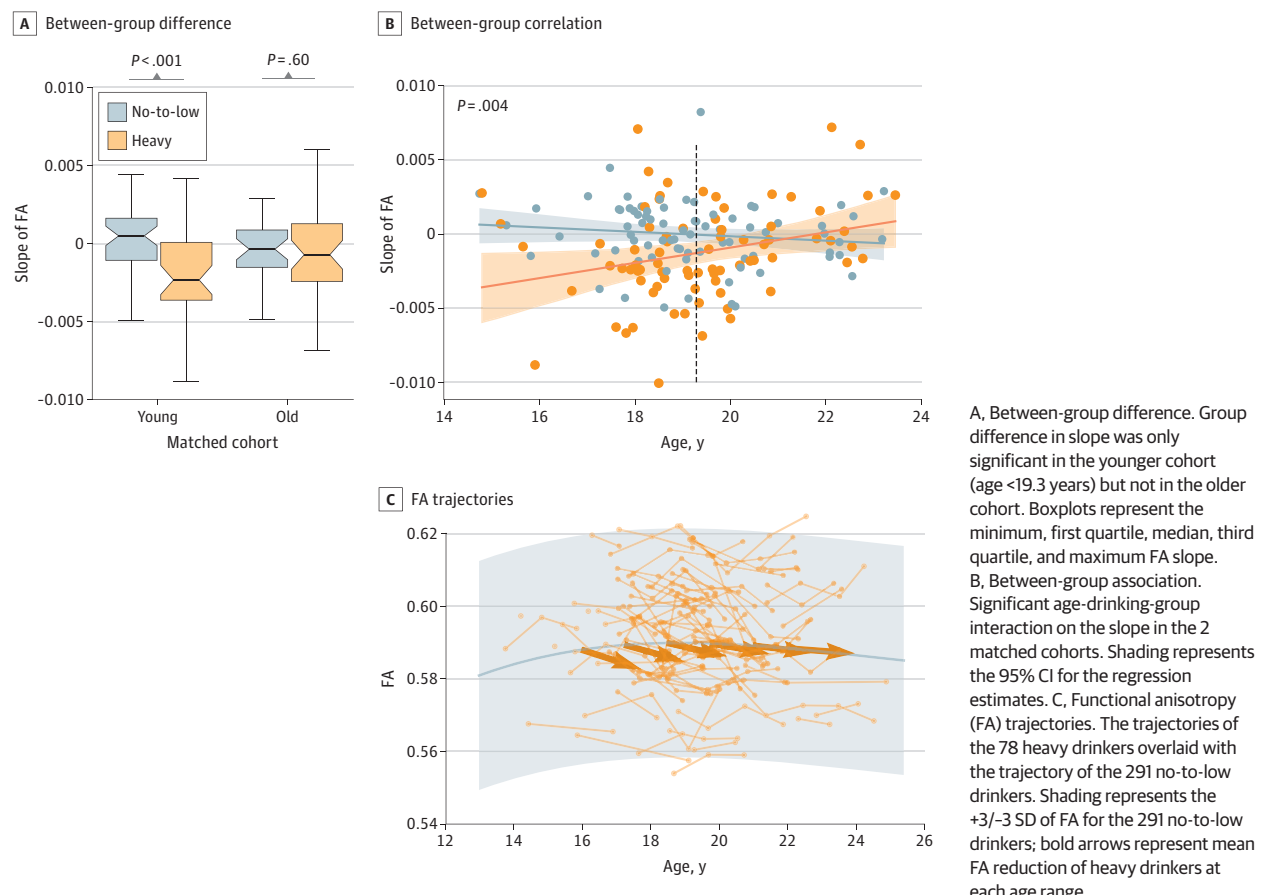 A Between-group difference
P<.001
P=.60
0.010
0.005
0
-0.005
-0.010
Slope of FA
No-to-low
Heavy
Young
Old
Matched cohort
B Between-group correlation
P=.004
0.010
0.005
0
-0.005
-0.010
Slope of FA
14
16
18
20
22
24
Age, y
C FA trajectories
0.62
0.60
0.58
0.56
0.54
FA
12
14
16
18
20
22
24
26
Age, y
A, Between-group difference. Group
difference in slope was only
significant in the younger cohort
(age <19.3 years) but not in the older
cohort. Boxplots represent the
minimum, first quartile, median, third
quartile, and maximum FA slope.
B, Between-group association.
Significant age-drinking-group
interaction on the slope in the 2
matched cohorts. Shading represents
the 95% CI for the regression
estimates. C, Functional anisotropy
(FA) trajectories. The trajectories of
the 78 heavy drinkers overlaid with
the trajectory of the 291 no-to-low
drinkers. Shading represents the
+3/–3 SD of FA for the 291 no-to-low
drinkers; bold arrows represent mean
FA reduction of heavy drinkers at
each age range